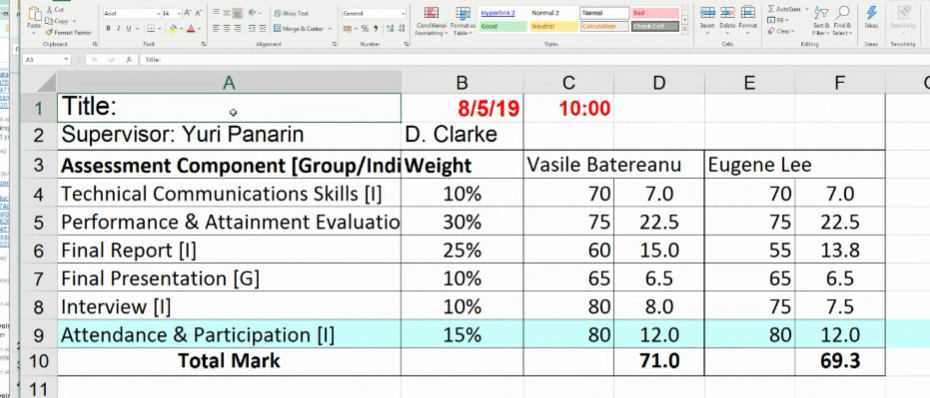 Cut
Copy
Format Painter
Clipboard
Arial
14
B I U
Font
Wrap Text
Merge & Center
Alignment
General
Number
Conditional Formatting
Format as Table
Hyperlink 2
Normal 2
Normal
Bad
Good
Neutral
Calculation
Check Cell
Styles
Insert
Delete
Format
Cells
AutoSum
Fill
Clear
Sort & Filter
Find & Select
Editing
Ideas
Ideas
Sensitivity
Sensitivity
A1 fx Title:
A B C D E F
1 Title: 8/5/19 10:00
2 Supervisor: Yuri Panarin D. Clarke
3 Assessment Component [Group/Indi Weight Vasile Batereanu Eugene Lee
4 Technical Communications Skills [I] 10% 70 7.0 70 7.0
5 Performance & Attainment Evaluatio 30% 75 22.5 75 22.5
6 Final Report [I] 25% 60 15.0 55 13.8
7 Final Presentation [G] 10% 65 6.5 65 6.5
8 Interview [I] 10% 80 8.0 75 7.5
9 Attendance & Participation [I] 15% 80 12.0 80 12.0
10 Total Mark 71.0 69.3
11